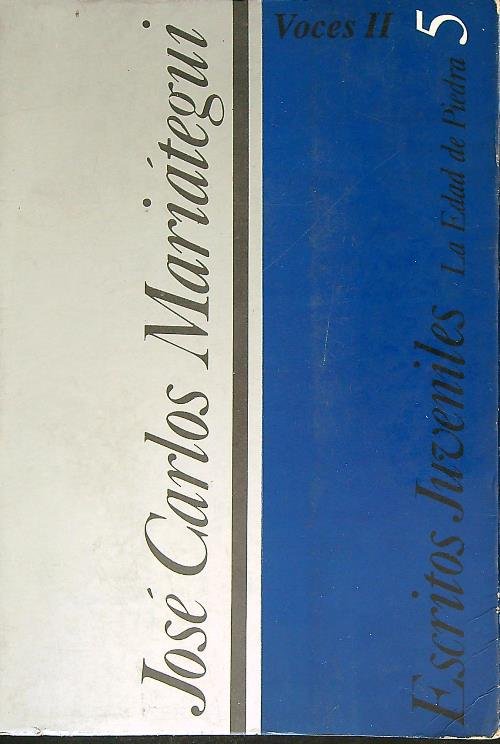 José Carlos Mariátegui
Voces II
Escritos Juveniles La Edad de Piedra 5